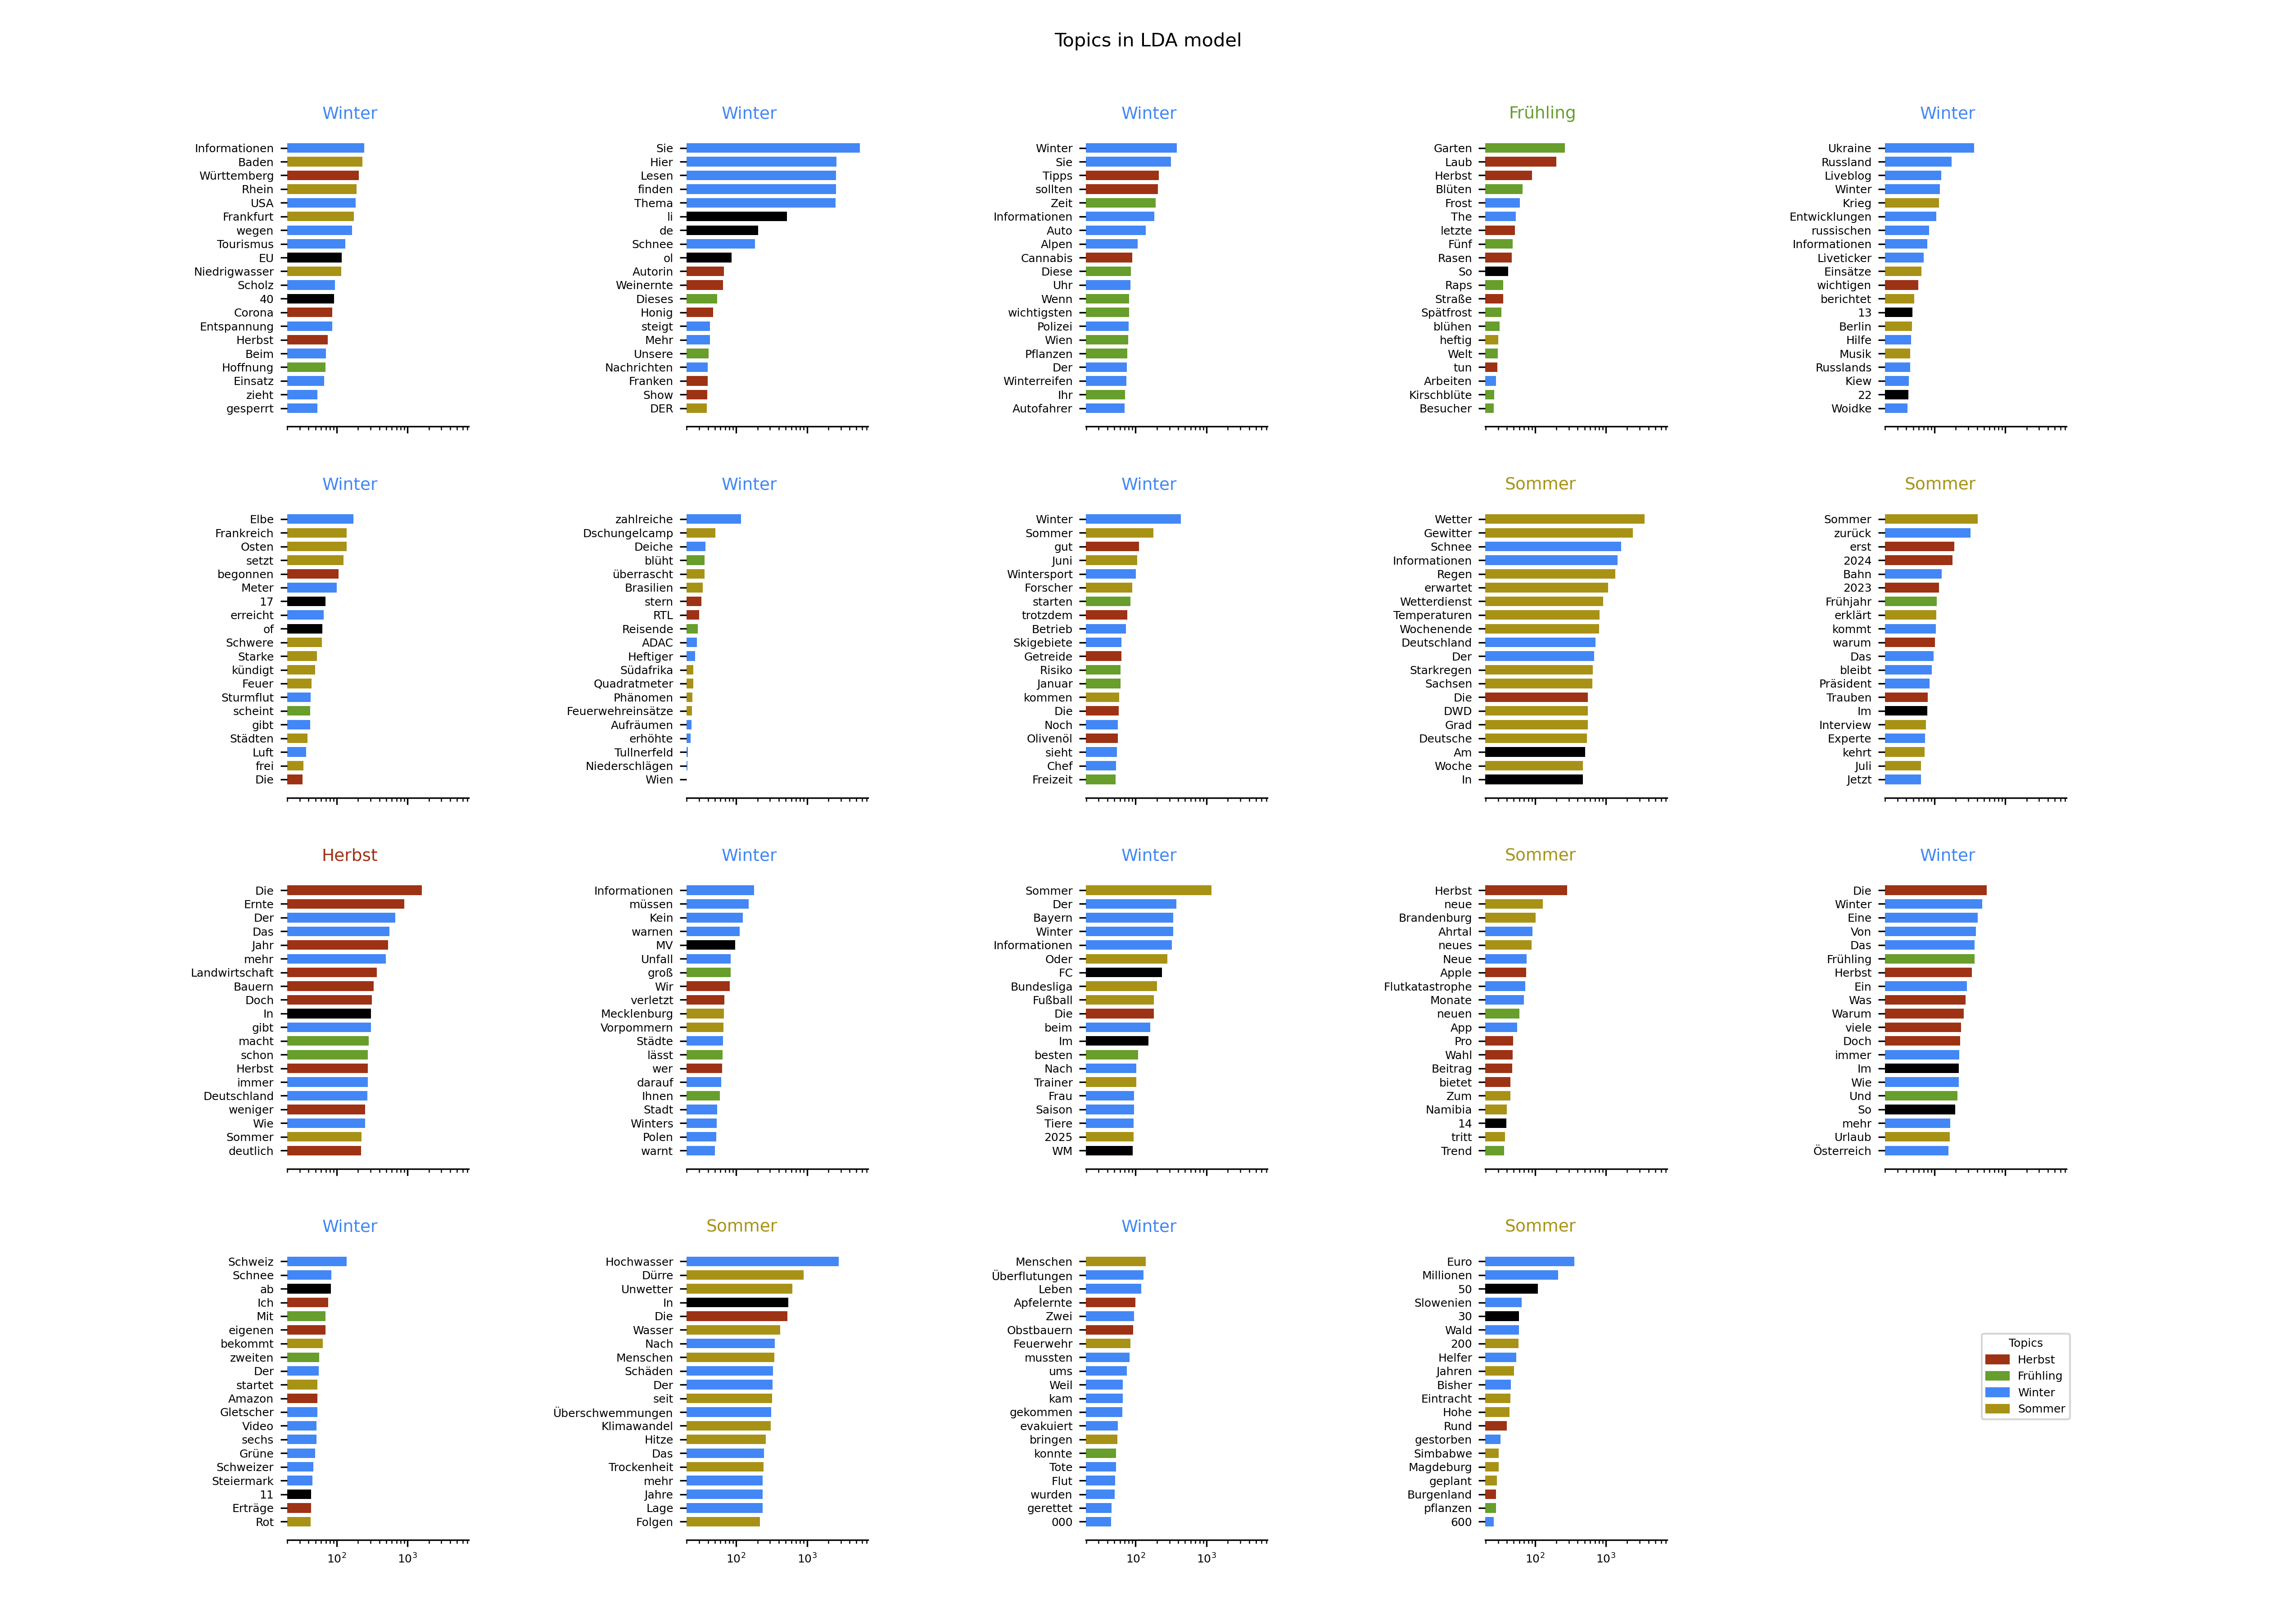 Topics in LDA model
Winter
Informationen
Baden
Württemberg
Rhein
USA
Frankfurt
wegen
Tourismus
EU
Niedrigwasser
Scholz
40
Corona
Entspannung
Herbst
Beim
Hoffnung
Einsatz
zieht
gesperrt
Winter
Sie
Hier
Lesen
finden
Thema
li
de
Schnee
ol
Autorin
Weinernte
Dieses
Honig
steigt
Mehr
Unsere
Nachrichten
Franken
Show
DER
Winter
Winter
Sie
Tipps
sollten
Zeit
Informationen
Auto
Alpen
Cannabis
Diese
Uhr
Wenn
wichtigsten
Polizei
Wien
Pflanzen
Der
Winterreifen
Ihr
Autofahrer
Frühling
Garten
Laub
Herbst
Blüten
Frost
The
letzte
Fünf
Rasen
So
Raps
Straße
Spätfrost
blühen
heftig
Welt
tun
Arbeiten
Kirschblüte
Besucher
Winter
Ukraine
Russland
Liveblog
Winter
Krieg
Entwicklungen
russischen
Informationen
Liveticker
Einsätze
wichtigen
berichtet
13
Berlin
Hilfe
Musik
Russlands
Kiew
22
Woidke
Winter
Elbe
Frankreich
Osten
setzt
begonnen
Meter
17
erreicht
of
Schwere
Starke
kündigt
Feuer
Sturmflut
scheint
gibt
Städten
Luft
frei
Die
Winter
zahlreiche
Dschungelcamp
Deiche
blüht
überrascht
Brasilien
stern
RTL
Reisende
ADAC
Heftiger
Südafrika
Quadratmeter
Phänomen
Feuerwehreinsätze
Aufräumen
erhöhte
Tullnerfeld
Niederschlägen
Wien
Winter
Winter
Sommer
gut
Juni
Wintersport
Forscher
starten
trotzdem
Betrieb
Skigebiete
Getreide
Risiko
Januar
kommen
Die
Noch
Olivenöl
sieht
Chef
Freizeit
Sommer
Wetter
Gewitter
Schnee
Informationen
Regen
erwartet
Wetterdienst
Temperaturen
Wochenende
Deutschland
Der
Starkregen
Sachsen
Die
DWD
Grad
Deutsche
Am
Woche
In
Sommer
Sommer
zurück
erst
2024
Bahn
2023
Frühjahr
erklärt
kommt
warum
Das
bleibt
Präsident
Trauben
Im
Interview
Experte
kehrt
Juli
Jetzt
Herbst
Die
Ernte
Der
Das
Jahr
mehr
Landwirtschaft
Bauern
Doch
In
gibt
macht
schon
Herbst
immer
Deutschland
weniger
Wie
Sommer
deutlich
Winter
Informationen
müssen
Kein
warnen
MV
Unfall
groß
Wir
verletzt
Mecklenburg
Vorpommern
Städte
lässt
wer
darauf
Ihnen
Stadt
Winters
Polen
warnt
Winter
Sommer
Der
Bayern
Winter
Informationen
Oder
FC
Bundesliga
Fußball
Die
beim
Im
besten
Nach
Trainer
Frau
Saison
Tiere
2025
WM
Sommer
Herbst
neue
Brandenburg
Ahrtal
neues
Neue
Apple
Flutkatastrophe
Monate
neuen
App
Pro
Wahl
Beitrag
bietet
Zum
Namibia
14
tritt
Trend
Winter
Die
Winter
Eine
Von
Das
Frühling
Herbst
Ein
Was
Warum
viele
Doch
immer
Im
Wie
Und
So
mehr
Urlaub
Österreich
Winter
Schweiz
Schnee
ab
Ich
Mit
eigenen
bekommt
zweiten
Der
startet
Amazon
Gletscher
Video
sechs
Grüne
Schweizer
Steiermark
11
Erträge
Rot
10² 10³
Sommer
Hochwasser
Dürre
Unwetter
In
Die
Wasser
Nach
Menschen
Schäden
Der
seit
Überschwemmungen
Klimawandel
Hitze
Das
Trockenheit
mehr
Jahre
Lage
Folgen
10² 10³
Winter
Menschen
Überflutungen
Leben
Apfelernte
Zwei
Obstbauern
Feuerwehr
mussten
ums
Weil
kam
gekommen
evakuiert
bringen
konnte
Tote
Flut
wurden
gerettet
000
10² 10³
Sommer
Euro
Millionen
50
Slowenien
30
Wald
200
Helfer
Jahren
Bisher
Eintracht
Hohe
Rund
gestorben
Simbabwe
Magdeburg
geplant
Burgenland
pflanzen
600
10² 10³
Topics
Herbst
Frühling
Winter
Sommer